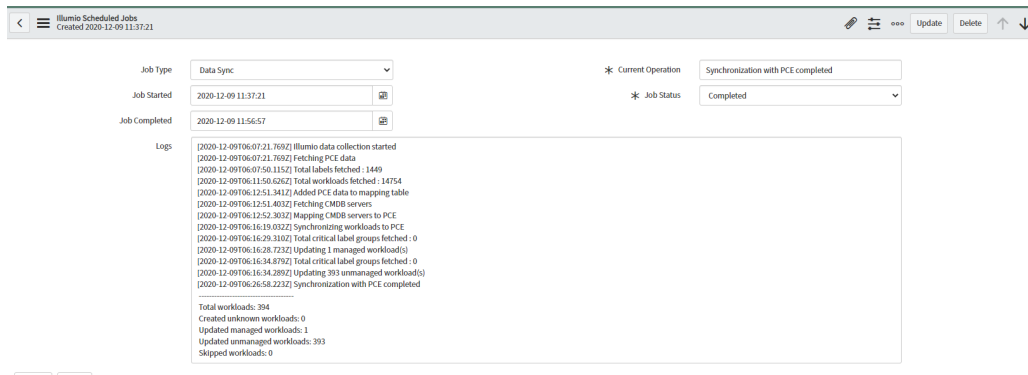 Illumio Scheduled Jobs
Created 2020-12-09 11:37:21
Update
Delete
Job Type
Data Sync
Job Started
2020-12-09 11:37:21
Job Completed
2020-12-09 11:56:57
Current Operation
Synchronization with PCE completed
Job Status
Completed
Logs
[2020-12-09T06:07:21.769Z] Illumio data collection started
[2020-12-09T06:07:21.769Z] Fetching PCE data
[2020-12-09T06:07:50.115Z] Total labels fetched : 1449
[2020-12-09T06:11:50.626Z] Total workloads fetched : 14754
[2020-12-09T06:12:51.341Z] Added PCE data to mapping table
[2020-12-09T06:12:51.403Z] Fetching CMDB servers
[2020-12-09T06:12:52.303Z] Mapping CMDB servers to PCE
[2020-12-09T06:16:19.032Z] Synchronizing workloads to PCE
[2020-12-09T06:16:29.310Z] Total critical label groups fetched : 0
[2020-12-09T06:16:28.723Z] Updating 1 managed workload(s)
[2020-12-09T06:16:34.879Z] Total critical label groups fetched : 0
[2020-12-09T06:16:34.289Z] Updating 393 unmanaged workload(s)
[2020-12-09T06:26:58.223Z] Synchronization with PCE completed
--------------------------------
Total workloads: 394
Created unknown workloads: 0
Updated managed workloads: 1
Updated unmanaged workloads: 393
Skipped workloads: 0